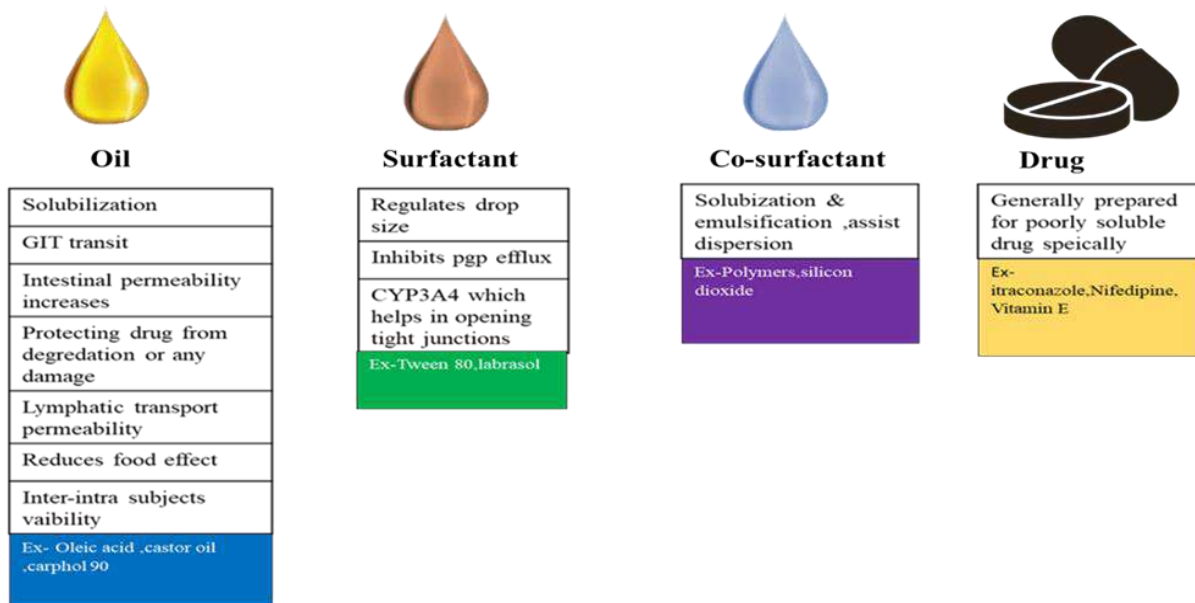 Oil
Solubilization
GIT transit
Intestinal permeability
increases
Protecting drug from
degredation or any
damage
Lymphatic transport
permeability
Reduces food effect
Inter-intra subjects
vaibility
Ex- Oleic acid ,castor oil
,carphol 90
Surfactant
Regulates drop
size
Inhibits pgp efflux
CYP3A4 which
helps in opening
tight junctions
Ex-Tween 80,labrasol
Co-surfactant
Solubization &
emulsification ,assist
dispersion
Ex-Polymers,silicon
dioxide
Drug
Generally prepared
for poorly soluble
drug speically
Ex-
itraconazole,Nifedipine,
Vitamin E